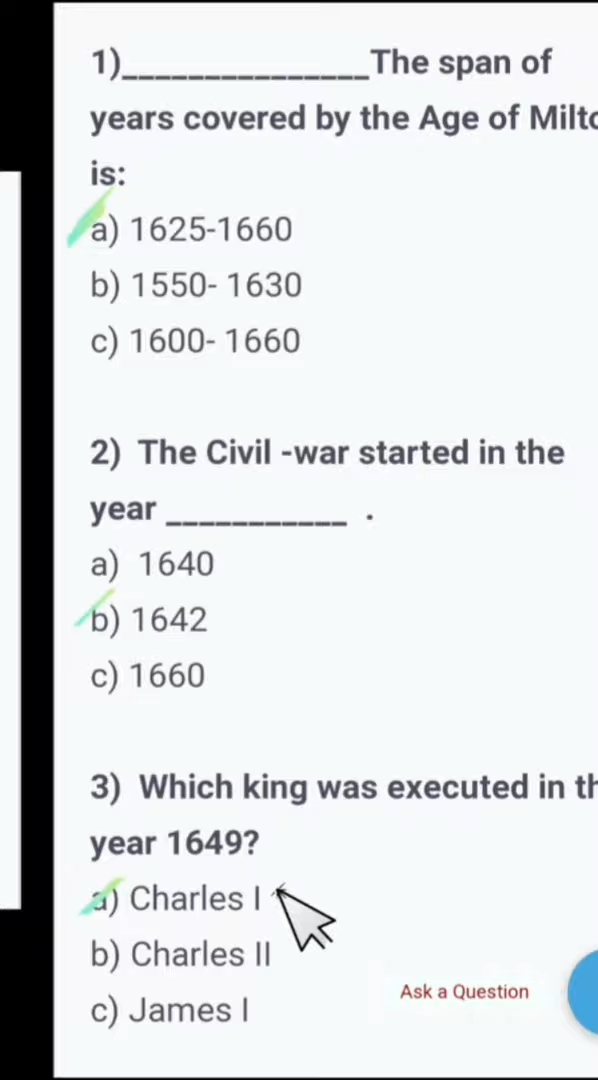 1)_______________The span of
years covered by the Age of
is:
a) 1625-1660
b) 1550- 1630
c) 1600- 1660
2) The Civil -war started in the
year ___________ .
a) 1640
b) 1642
c) 1660
3) Which king was executed in
year 1649?
a) Charles I
b) Charles II
c) James I
Ask a Question